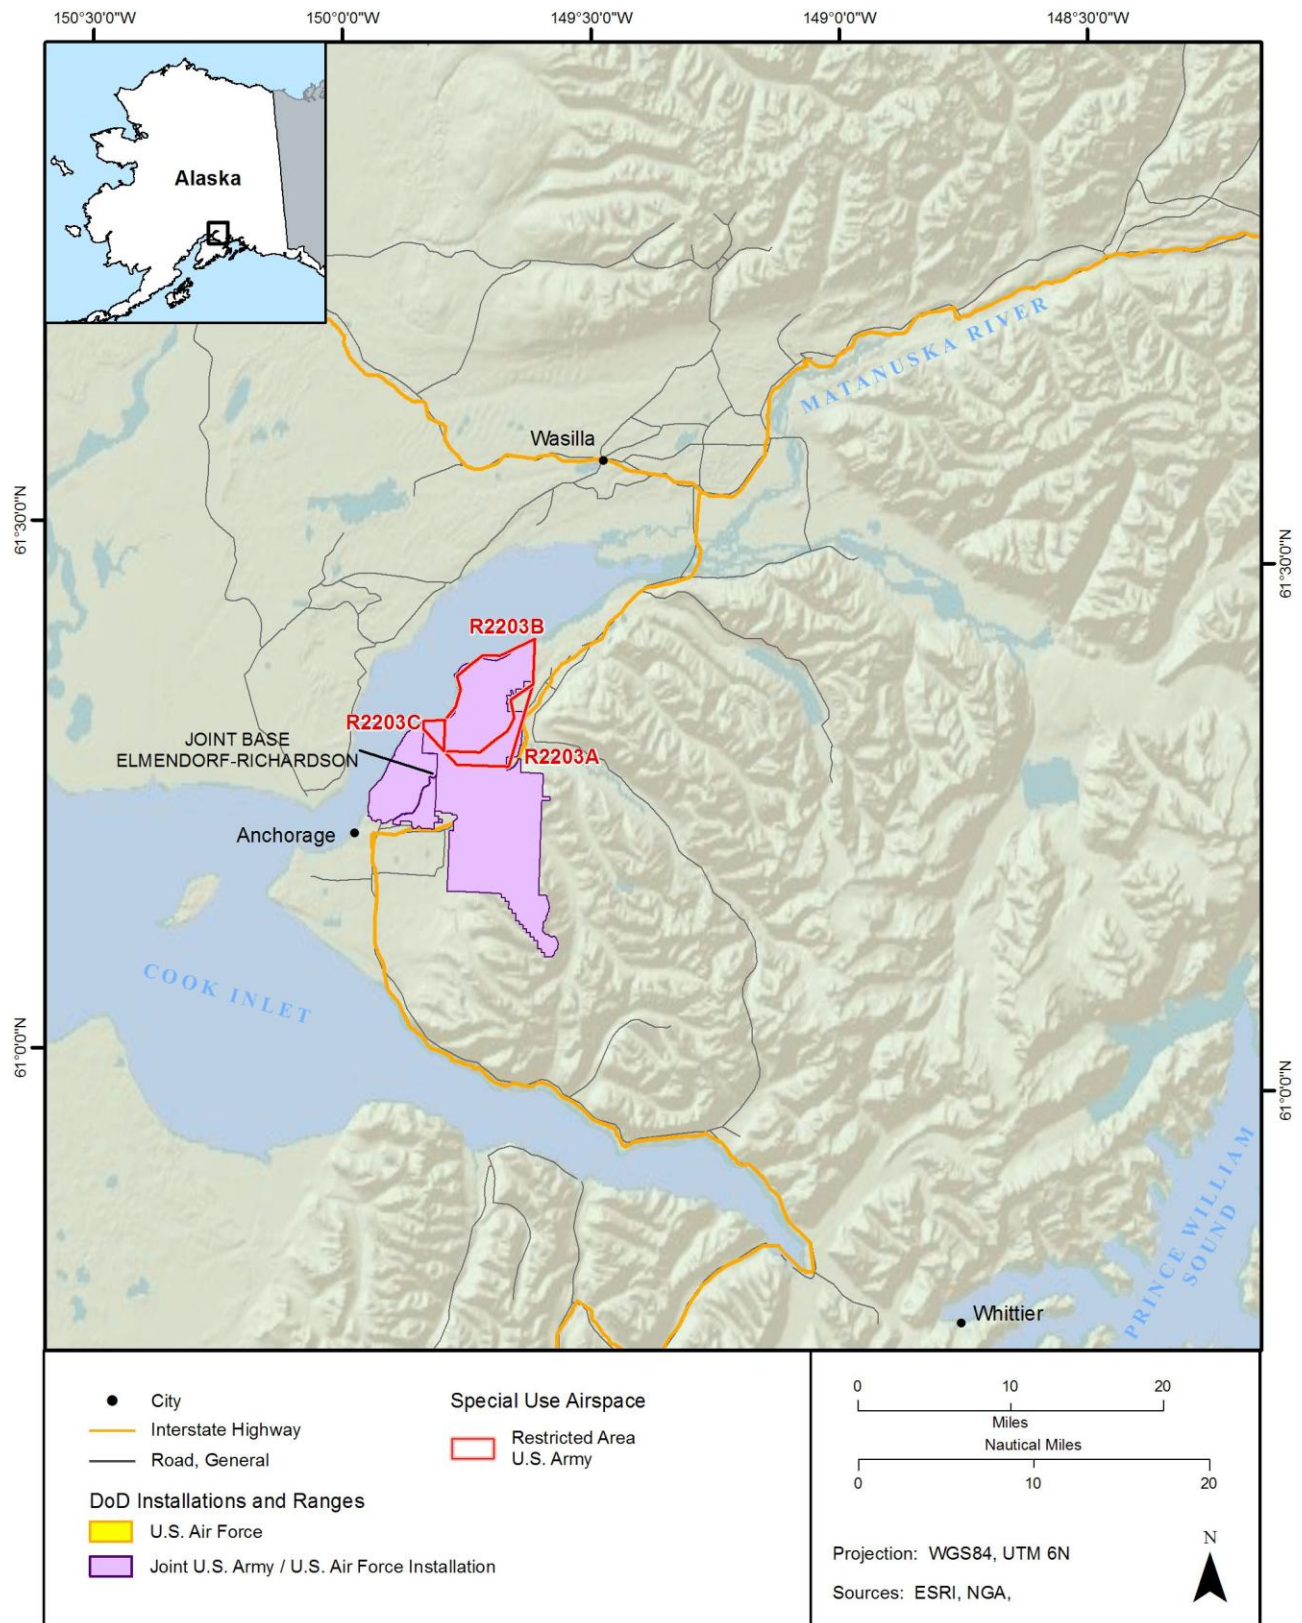 150°30'0"W
150°0'0"W
149°30'0"W
149°0'0"W
148°30'0"W
Alaska
MATANUSKA RIVER
Wasilla
61°30'0"N
61°30'0"N
R2203B
R2203C
JOINT BASE
ELMENDORF-RICHARDSON
R2203A
Anchorage
COOK INLET
61°0'0"N
61°0'0"N
PRINCE WILLIAM
SOUND
Whittier
City
Interstate Highway
Road, General
DoD Installations and Ranges
U.S. Air Force
Joint U.S. Army / U.S. Air Force Installation
Special Use Airspace
Restricted Area
U.S. Army
0 10 20
Miles
Nautical Miles
0 10 20
N
Projection: WGS84, UTM 6N
Sources: ESRI, NGA,